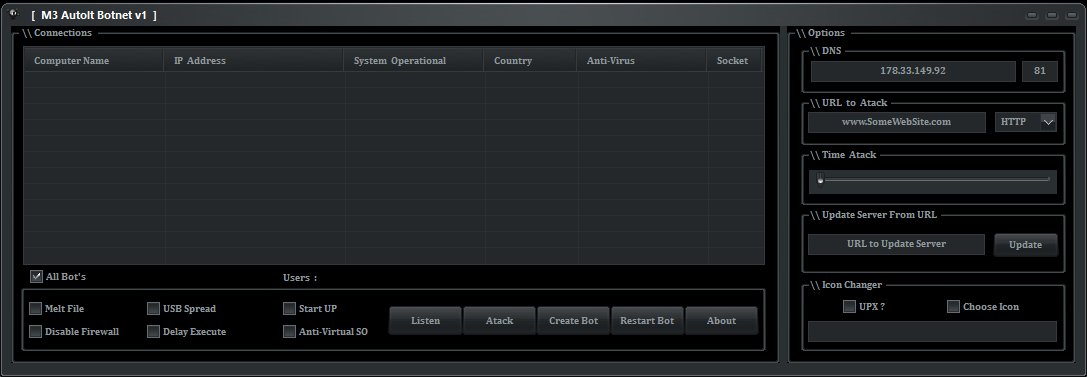 [ M3 AutoIt Botnet v1 ]
\\ Connections
Computer Name IP Address System Operational Country Anti-Virus Socket
All Bot's
Users :
Melt File USB Spread Start UP
Disable Firewall Delay Execute Anti-Virtual SO
Listen Atack Create Bot Restart Bot About
\\ Options
\\ DNS
178.33.149.92 81
\\ URL to Atack
www.SomeWebSite.com HTTP
\\ Time Atack
\\ Update Server From URL
URL to Update Server Update
\\ Icon Changer
UPX ? Choose Icon